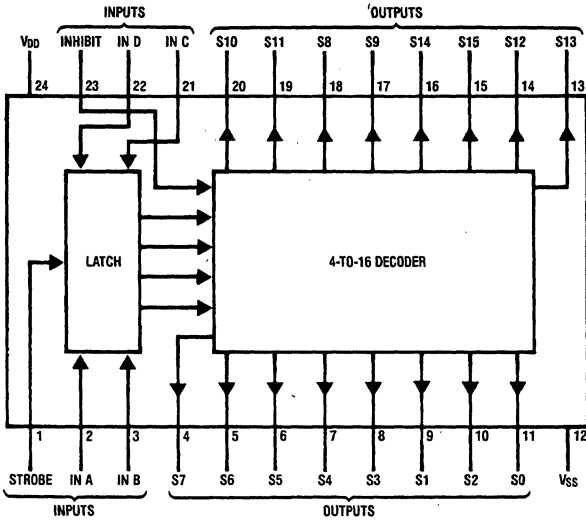 INPUTS 'OUTPUTS
VDD INHIBIT IN D IN C S10 S11 S8 S9 S14 S15 S12 S13
24 23 22 21 20 19 18 17 16 15 14 13
LATCH 4-TO-16 DECODER
1 2 3 4 5 6 7 8 9 10 11 12
STROBE IN A IN B S7 S6 S5 S4 S3 S1 S2 S0 VSS
INPUTS OUTPUTS